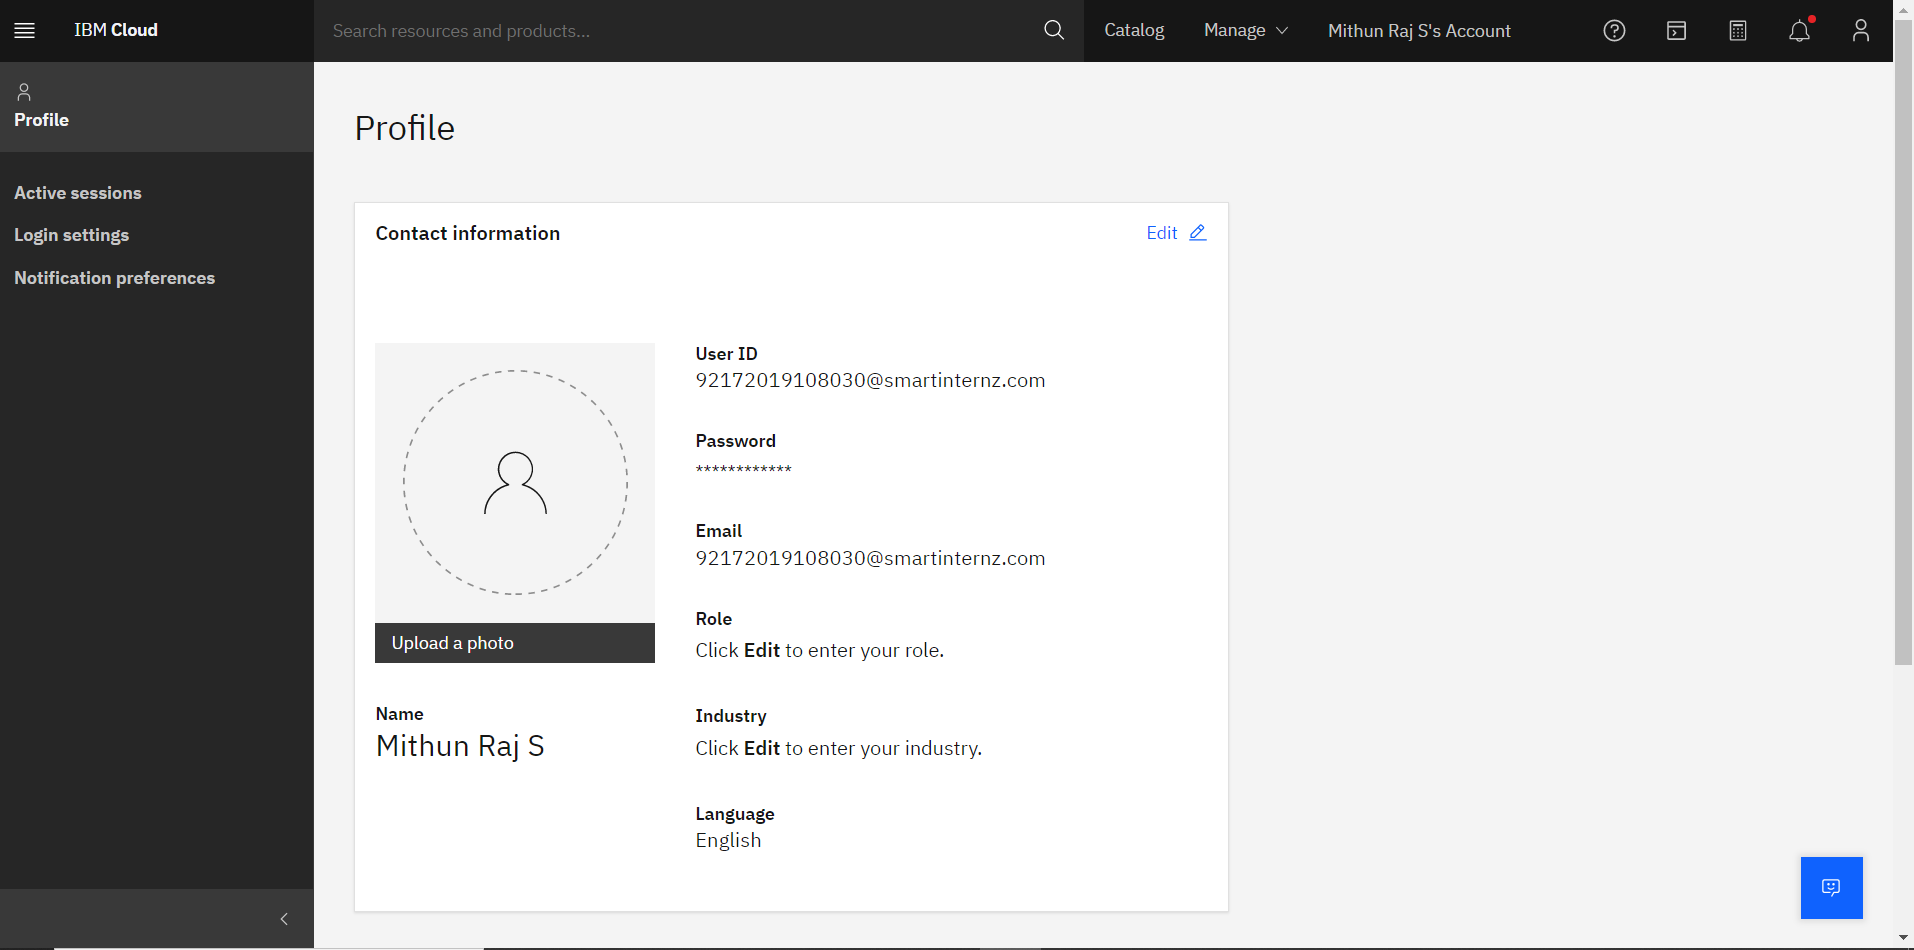 IBM Cloud
Search resources and products...
Catalog
Manage
Mithun Raj S's Account
Profile
Active sessions
Login settings
Notification preferences
Profile
Contact information
Edit
Upload a photo
Name
Mithun Raj S
User ID
92172019108030@smartinternz.com
Password
************
Email
92172019108030@smartinternz.com
Role
Click Edit to enter your role.
Industry
Click Edit to enter your industry.
Language
English